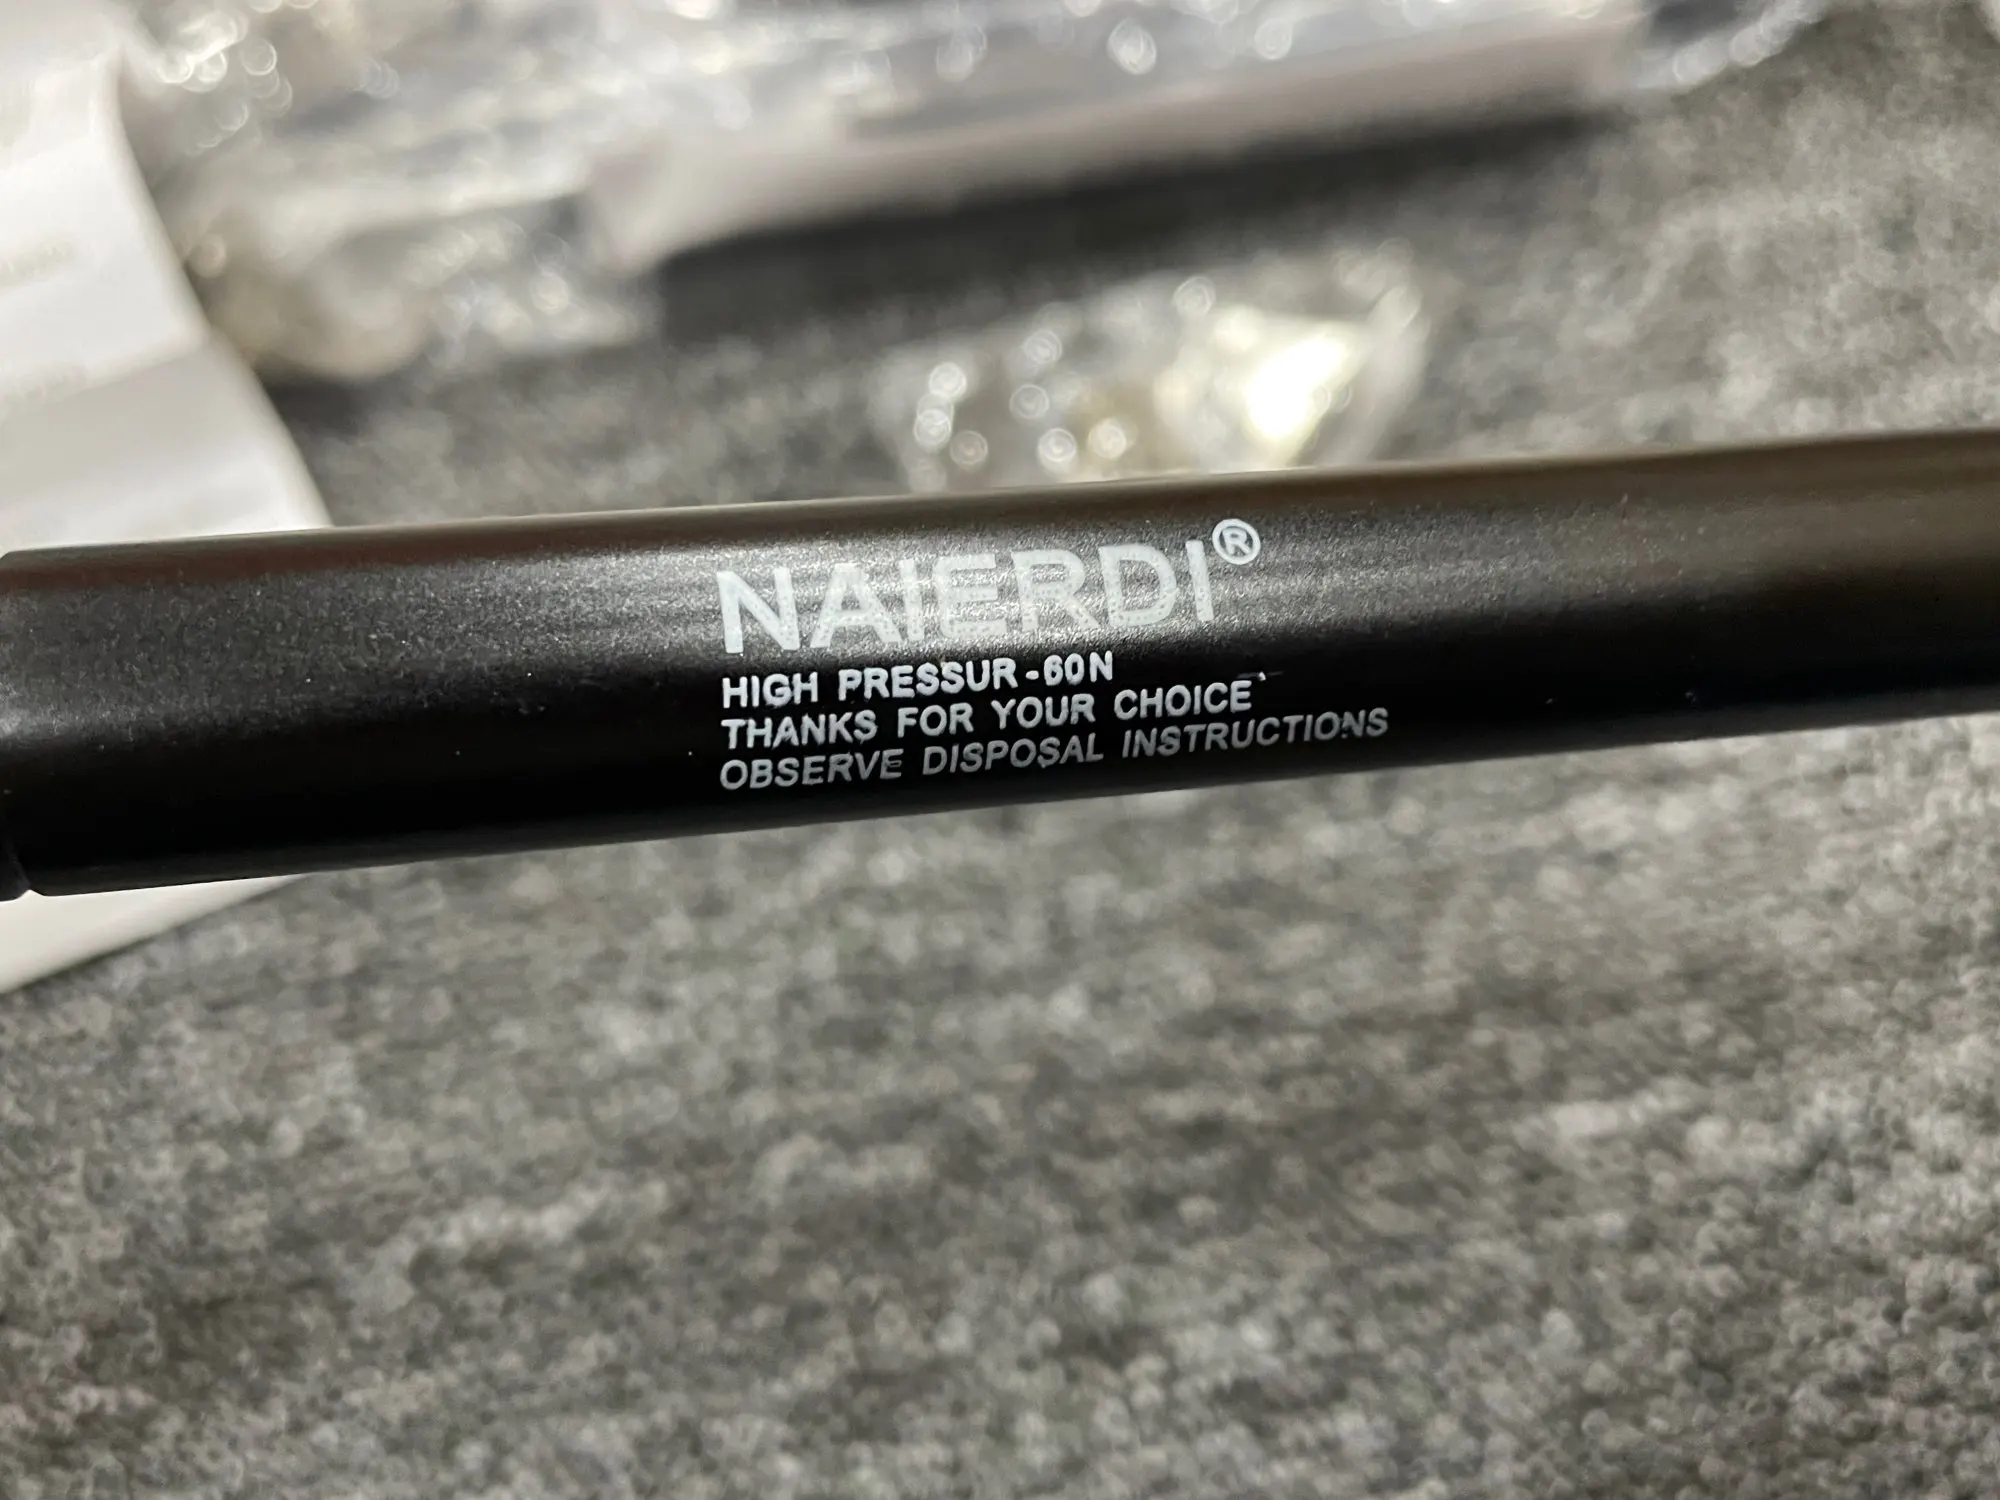 NAIERDI®
HIGH PRESSUR-60N
THANKS FOR YOUR CHOICE
OBSERVE DISPOSAL INSTRUCTIONS